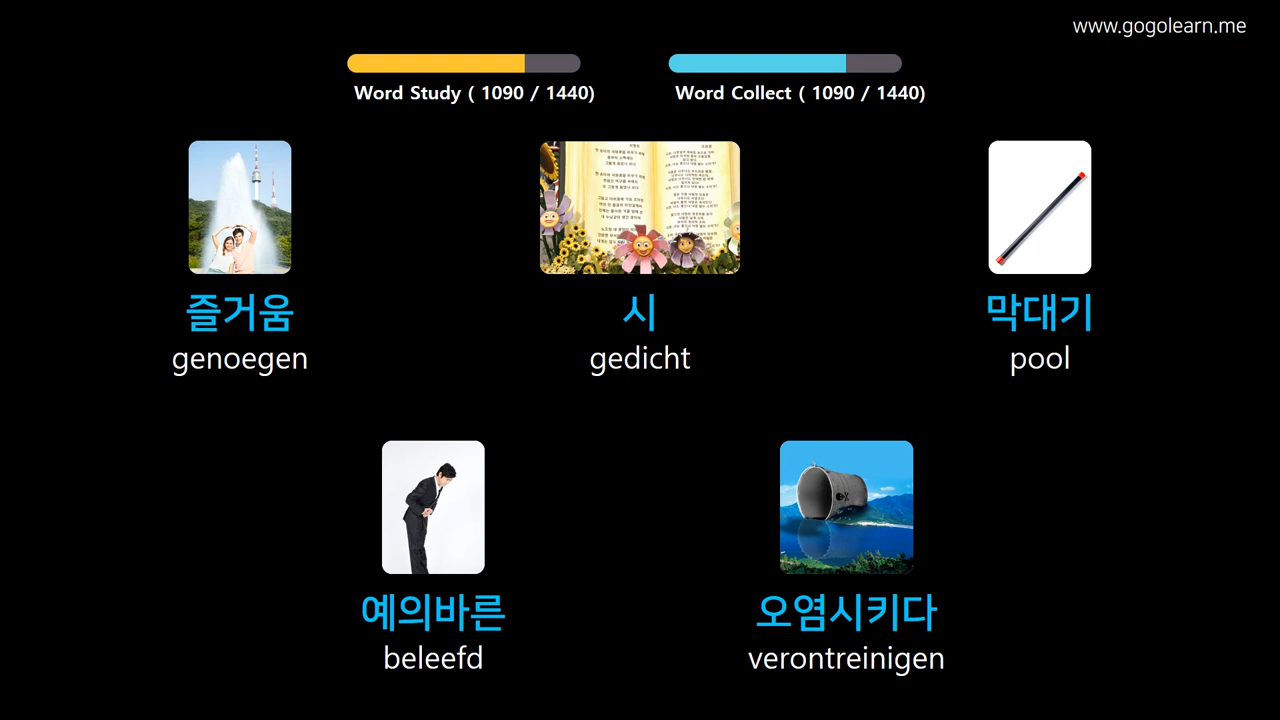 www.gogolearn.me
Word Study ( 1090 / 1440)
Word Collect ( 1090 / 1440)
즐거움
genoegen
시
gedicht
막대기
pool
예의바른
beleefd
오염시키다
verontreinigen